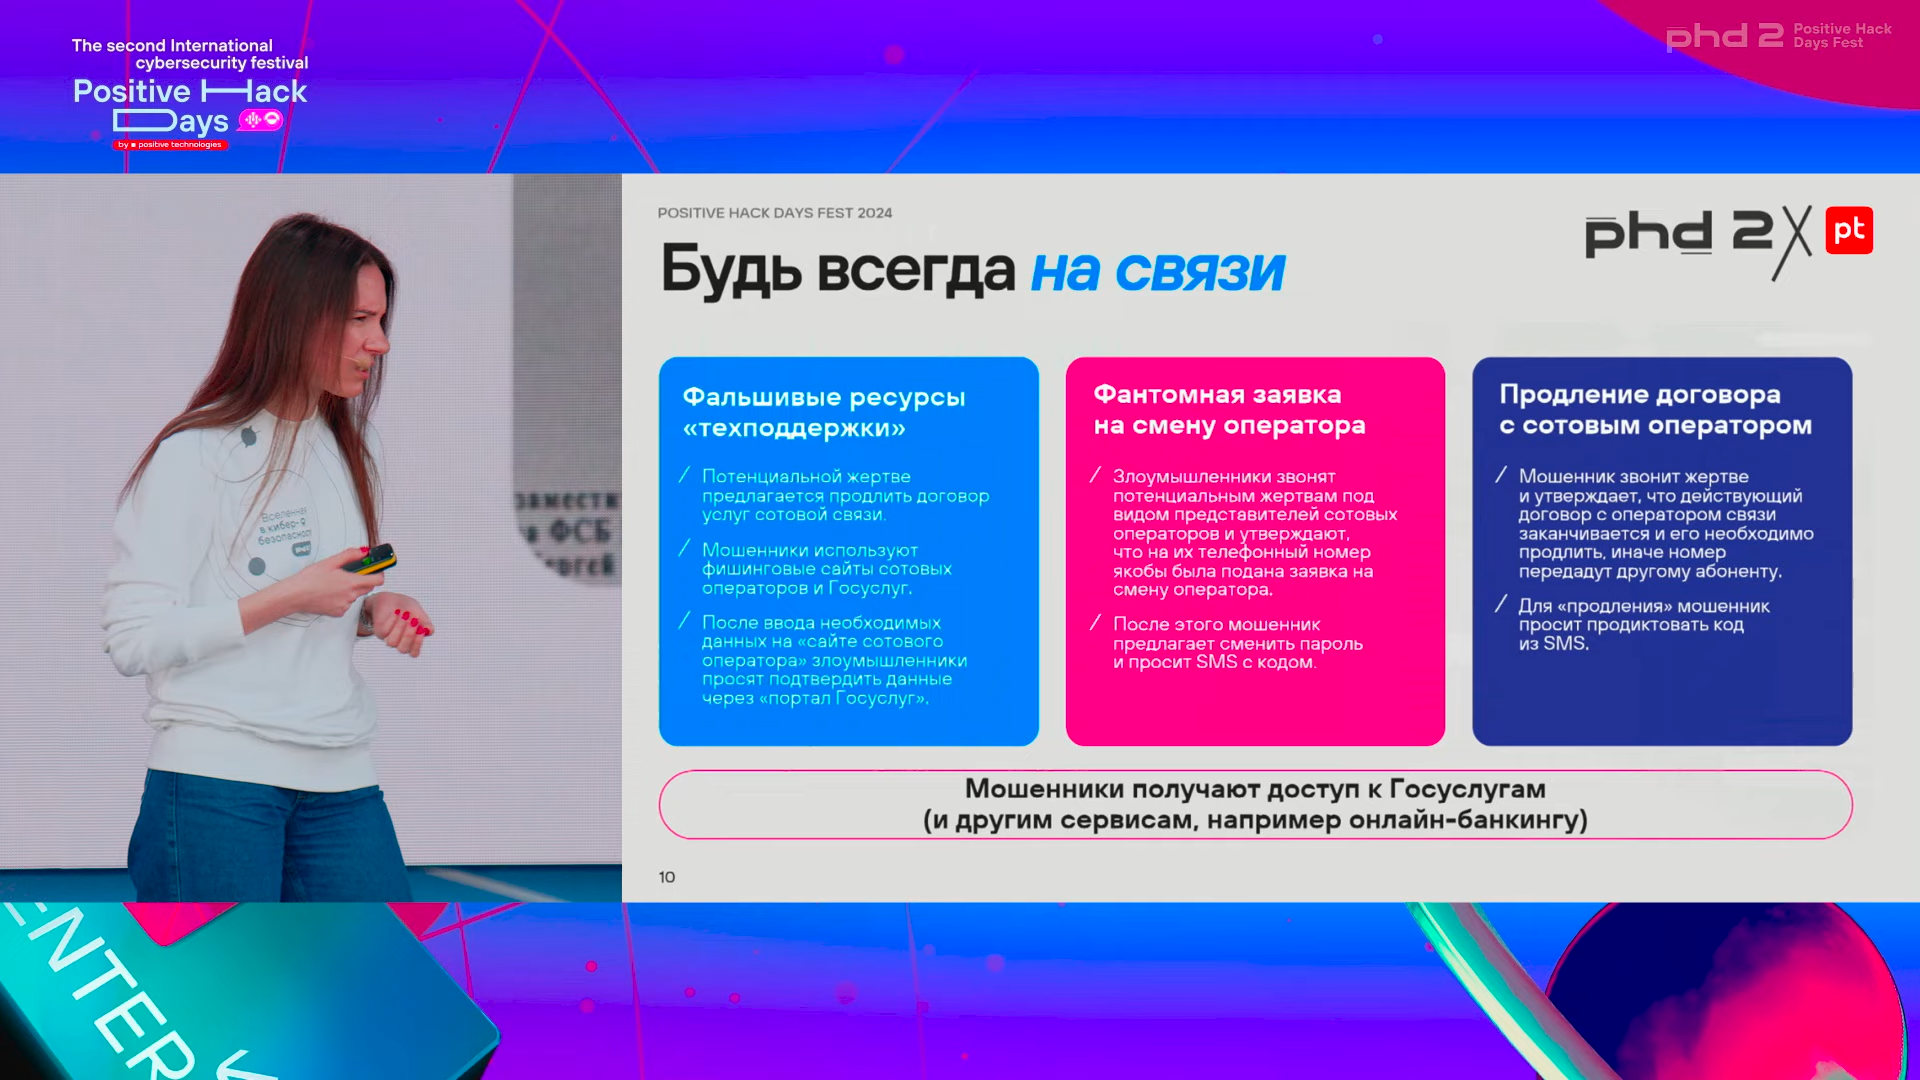 The second International
cybersecurity festival
Positive Hack
Days
by positive technologies
phd 2
Positive Hack
Days Fest
POSITIVE HACK DAYS FEST 2024
phd 2
pt
Будь всегда на связи
Фальшивые ресурсы
«техподдержки»
/ Потенциальной жертве
предлагается продлить договор
услуг сотовой связи.
/ Мошенники используют
фишинговые сайты сотовых
операторов и Госуслуг.
/ После ввода необходимых
данных на «сайте сотового
оператора» злоумышленники
просят подтвердить данные
через «портал Госуслуг».
Фантомная заявка
на смену оператора
/ Злоумышленники звонят
потенциальным жертвам под
видом представителей сотовых
операторов и утверждают,
что на их телефонный номер
якобы была подана заявка на
смену оператора.
/ После этого мошенник
предлагает сменить пароль
и просит SMS с кодом.
Продление договора
с сотовым оператором
/ Мошенник звонит жертве
и утверждает, что действующий
договор с оператором связи
заканчивается и его необходимо
продлить, иначе номер
передадут другому абоненту.
/ Для «продления» мошенник
просит продиктовать код
из SMS.
Мошенники получают доступ к Госуслугам
(и другим сервисам, например онлайн-банкингу)
10
Вселенная
в кибер-
безопасности
ФСБ
ENTER